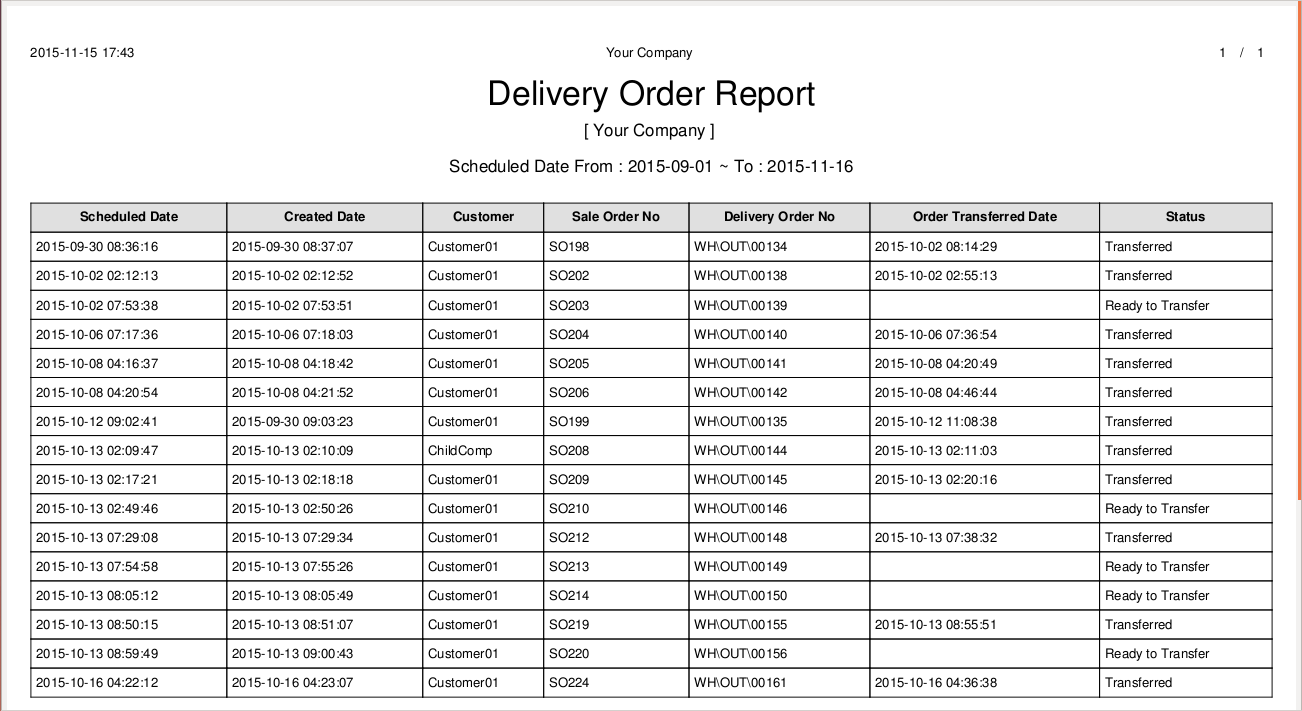 2015-11-15 17:43 Your Company 1 / 1
Delivery Order Report
[ Your Company ]
Scheduled Date From : 2015-09-01 ~ To : 2015-11-16
Scheduled Date Created Date Customer Sale Order No Delivery Order No Order Transferred Date Status
2015-09-30 08:36:16 2015-09-30 08:37:07 Customer01 SO198 WH\OUT\00134 2015-10-02 08:14:29 Transferred
2015-10-02 02:12:13 2015-10-02 02:12:52 Customer01 SO202 WH\OUT\00138 2015-10-02 02:55:13 Transferred
2015-10-02 07:53:38 2015-10-02 07:53:51 Customer01 SO203 WH\OUT\00139 Ready to Transfer
2015-10-06 07:17:36 2015-10-06 07:18:03 Customer01 SO204 WH\OUT\00140 2015-10-06 07:36:54 Transferred
2015-10-08 04:16:37 2015-10-08 04:18:42 Customer01 SO205 WH\OUT\00141 2015-10-08 04:20:49 Transferred
2015-10-08 04:20:54 2015-10-08 04:21:52 Customer01 SO206 WH\OUT\00142 2015-10-08 04:46:44 Transferred
2015-10-12 09:02:41 2015-09-30 09:03:23 Customer01 SO199 WH\OUT\00135 2015-10-12 11:08:38 Transferred
2015-10-13 02:09:47 2015-10-13 02:10:09 ChildComp SO208 WH\OUT\00144 2015-10-13 02:11:03 Transferred
2015-10-13 02:17:21 2015-10-13 02:18:18 Customer01 SO209 WH\OUT\00145 2015-10-13 02:20:16 Transferred
2015-10-13 02:49:46 2015-10-13 02:50:26 Customer01 SO210 WH\OUT\00146 Ready to Transfer
2015-10-13 07:29:08 2015-10-13 07:29:34 Customer01 SO212 WH\OUT\00148 2015-10-13 07:38:32 Transferred
2015-10-13 07:54:58 2015-10-13 07:55:26 Customer01 SO213 WH\OUT\00149 Ready to Transfer
2015-10-13 08:05:12 2015-10-13 08:05:49 Customer01 SO214 WH\OUT\00150 Ready to Transfer
2015-10-13 08:50:15 2015-10-13 08:51:07 Customer01 SO219 WH\OUT\00155 2015-10-13 08:55:51 Transferred
2015-10-13 08:59:49 2015-10-13 09:00:43 Customer01 SO220 WH\OUT\00156 Ready to Transfer
2015-10-16 04:22:12 2015-10-16 04:23:07 Customer01 SO224 WH\OUT\00161 2015-10-16 04:36:38 Transferred